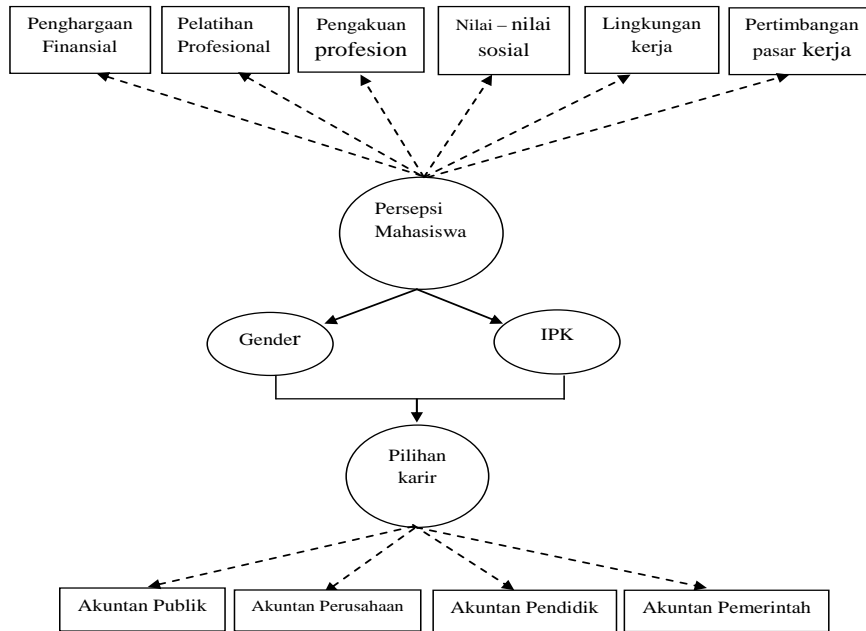 Penghargaan
Finansial
Pelatihan
Profesional
Pengakuan
profesion
Nilai – nilai
sosial
Lingkungan
kerja
Pertimbangan
pasar kerja
Persepsi
Mahasiswa
Gender
IPK
Pilihan
karir
Akuntan Publik
Akuntan Perusahaan
Akuntan Pendidik
Akuntan Pemerintah